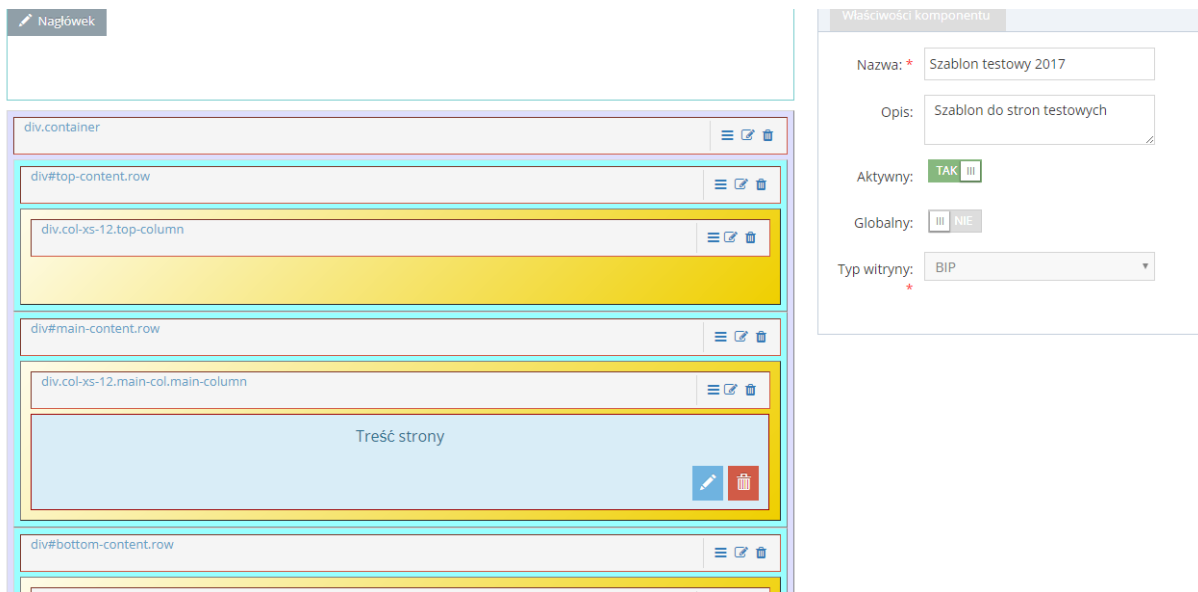 Nagłówek
div.container
div#top-content.row
div.col-xs-12.top-column
div#main-content.row
div.col-xs-12.main-col.main-column
Treść strony
div#bottom-content.row
Właściwości komponentu
Nazwa: * Szablon testowy 2017
Opis: Szablon do stron testowych
Aktywny: TAK
Globalny: NIE
Typ witryny: BIP
*